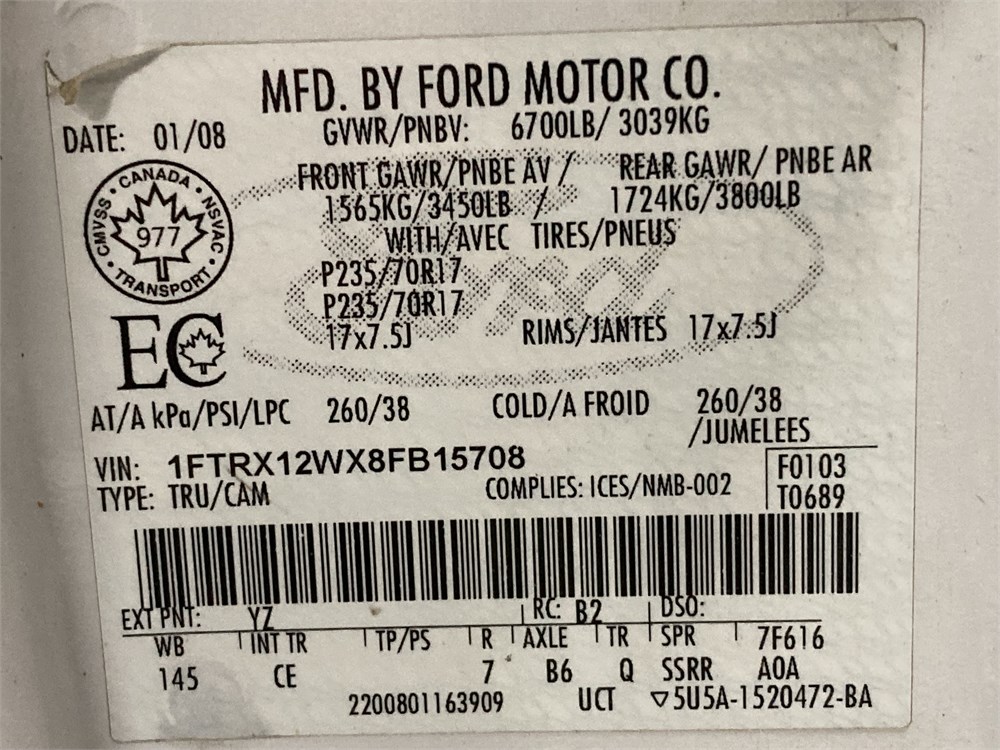 MFD. BY FORD MOTOR CO.
DATE: 01/08 GVWR/PNBV: 6700LB/ 3039KG
FRONT GAWR/PNBE AV / REAR GAWR/ PNBE AR
1565KG/3450LB / 1724KG/3800LB
WITH/AVEC TIRES/PNEUS
P235/70R17
P235/70R17
17x7.5J RIMS/JANTES 17x7.5J
CANADA • NSVAC • TRANSPORT • CMVSS •
977
EC
Ford
AT/A kPa/PSI/LPC 260/38 COLD/A FROID 260/38
/JUMELEES
VIN: 1FTRX12WX8FB15708 F0103
TYPE: TRU/CAM COMPLIES: ICES/NMB-002 T0689
EXT PNT: YZ RC: B2 DSO:
WB INT TR TP/PS R AXLE TR SPR 7F616
145 CE 7 B6 Q SSRR AOA
2200801163909 UCT ▽5U5A-1520472-BA